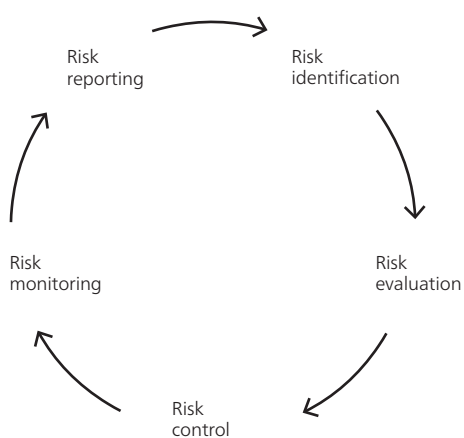 Risk
reporting
Risk
identification
Risk
monitoring
Risk
evaluation
Risk
control